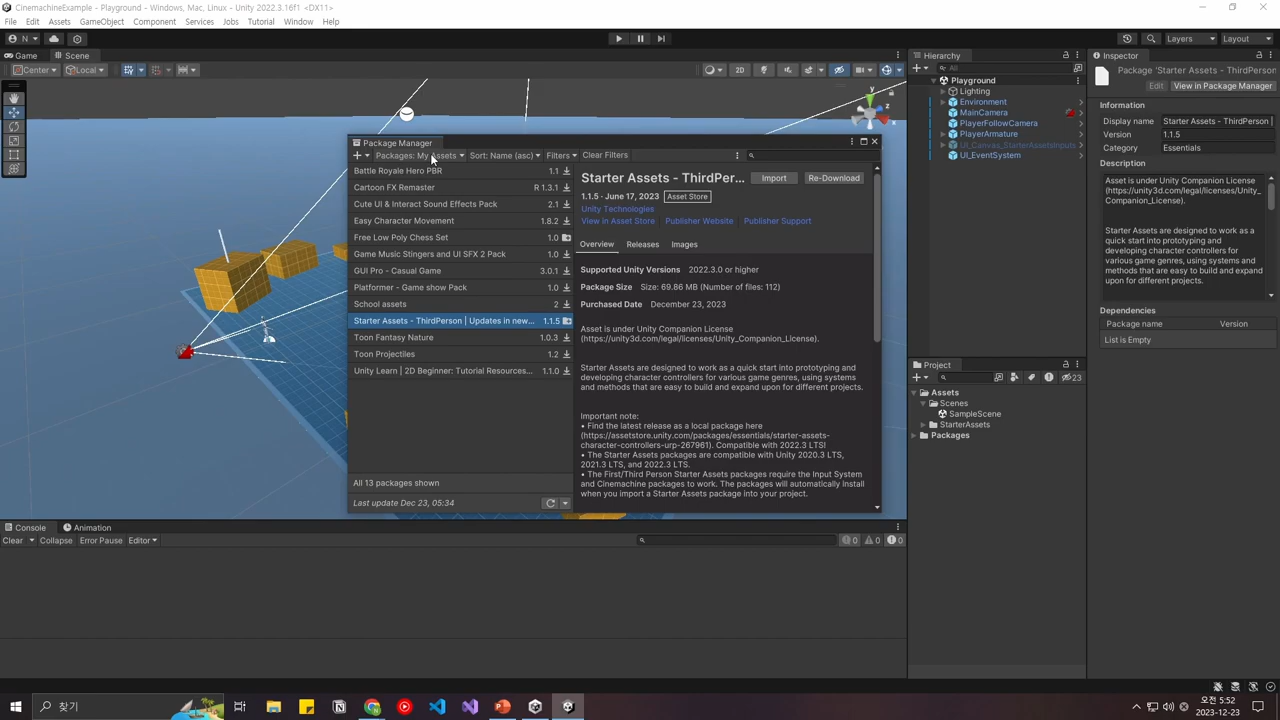 CinemachineExample - Playground - Windows, Mac, Linux - Unity 2022.3.16f1 <DX11>
File Edit Assets GameObject Component Services Jobs Tutorial Window Help
N
Layers Layout
Game Scene
Center Local
2D
y
x
Package Manager
Packages: My Assets Sort: Name (asc) Filters Clear Filters
Battle Royale Hero PBR 1.1
Cartoon FX Remaster R 1.3.1
Cute UI & Interact Sound Effects Pack 2.1
Easy Character Movement 1.8.2
Free Low Poly Chess Set 1.0
Game Music Stingers and UI SFX 2 Pack 1.0
GUI Pro - Casual Game 3.0.1
Platformer - Game show Pack 1.0
School assets 2
Starter Assets - ThirdPerson | Updates in new... 1.1.5
Toon Fantasy Nature 1.0.3
Toon Projectiles 1.2
Unity Learn | 2D Beginner: Tutorial Resources... 1.1.0
All 13 packages shown
Last update Dec 23, 05:34
Starter Assets - ThirdPer... Import Re-Download
1.1.5 · June 17, 2023 Asset Store
Unity Technologies
View in Asset Store Publisher Website Publisher Support
Overview Releases Images
Supported Unity Versions 2022.3.0 or higher
Package Size Size: 69.86 MB (Number of files: 112)
Purchased Date December 23, 2023
Asset is under Unity Companion License
(https://unity3d.com/legal/licenses/Unity_Companion_License).
Starter Assets are designed to work as a quick start into prototyping and
developing character controllers for various game genres, using systems
and methods that are easy to build and expand upon for different projects.
Important note:
• Find the latest release as a local package here
(https://assetstore.unity.com/packages/essentials/starter-assets-
character-controllers-urp-267961). Compatible with 2022.3 LTS!
• The Starter Assets packages are compatible with Unity 2020.3 LTS,
2021.3 LTS, and 2022.3 LTS.
• The First/Third Person Starter Assets packages require the Input System
and Cinemachine packages to work. The packages will automatically install
when you import a Starter Assets package into your project.
Hierarchy
All
Playground
Lighting
Environment
MainCamera
PlayerFollowCamera
PlayerArmature
UI_Canvas_StarterAssetsInputs
UI_EventSystem
Project
23
Assets
Scenes
SampleScene
StarterAssets
Packages
Inspector
Package 'Starter Assets - ThirdPerson
Edit View in Package Manager
Information
Display name Starter Assets - ThirdPerson |
Version 1.1.5
Category Essentials
Description
Asset is under Unity Companion License
(https://unity3d.com/legal/licenses/Unity_
Companion_License).
Starter Assets are designed to work as a
quick start into prototyping and
developing character controllers for
various game genres, using systems and
methods that are easy to build and expand
upon for different projects.
Dependencies
Package name Version
List is Empty
Console Animation
Clear Collapse Error Pause Editor
0 0 0
찾기
오전 5:52
2023-12-23